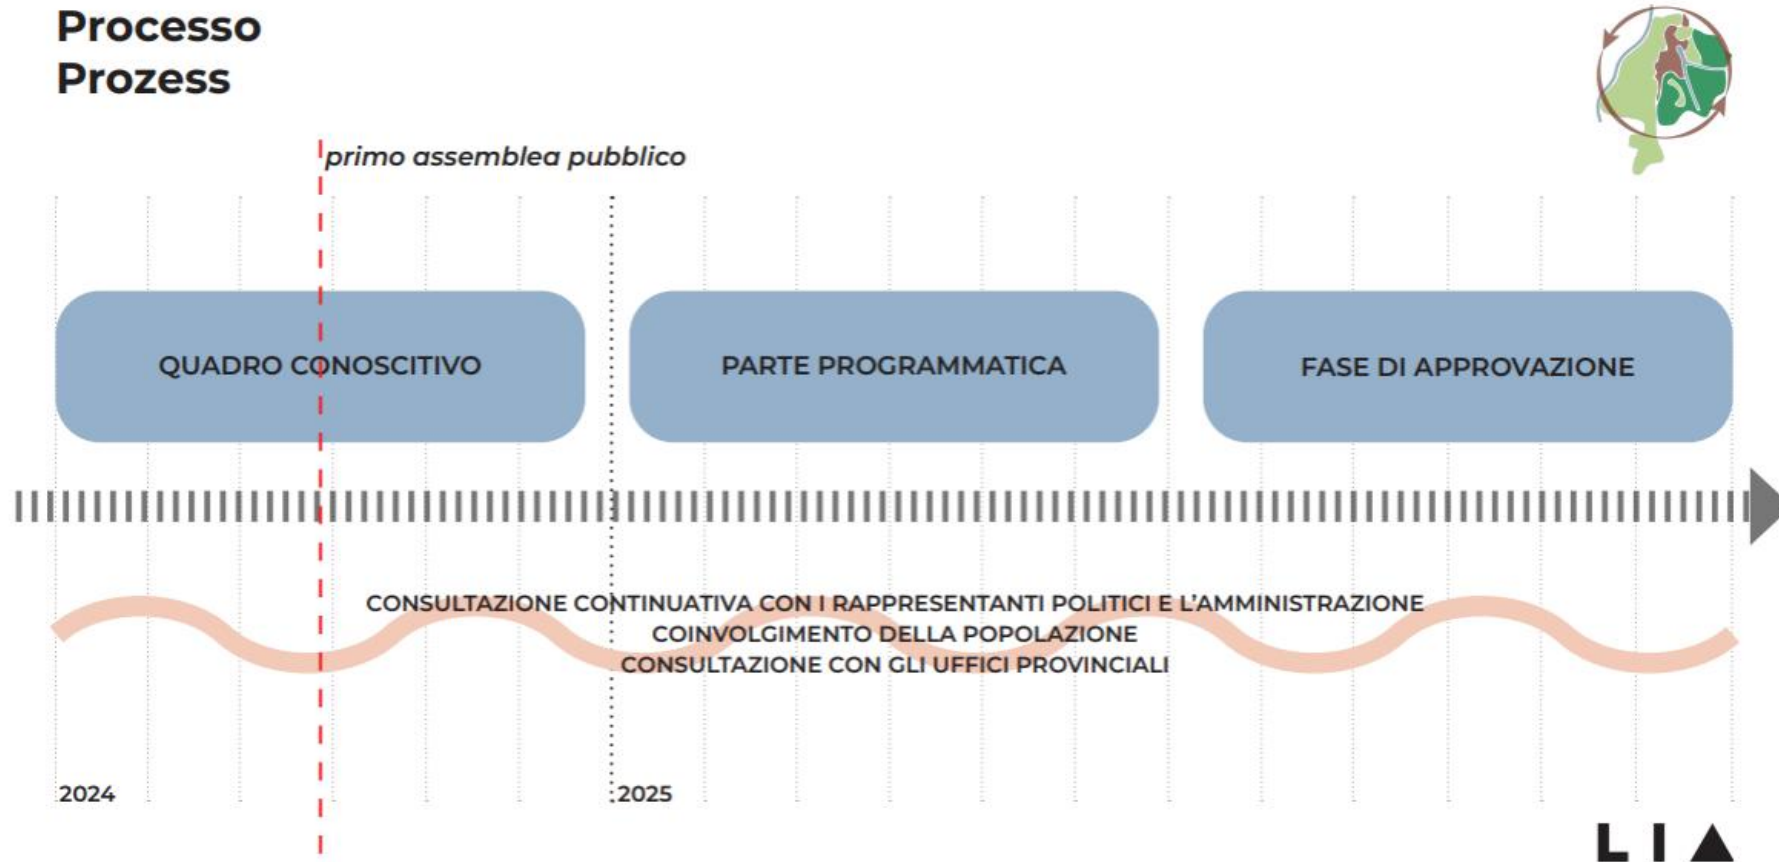 Processo
Prozess
primo assemblea pubblico
QUADRO CONOSCITIVO
PARTE PROGRAMMATICA
FASE DI APPROVAZIONE
CONSULTAZIONE CONTINUATIVA CON I RAPPRESENTANTI POLITICI E L'AMMINISTRAZIONE
COINVOLGIMENTO DELLA POPOLAZIONE
CONSULTAZIONE CON GLI UFFICI PROVINCIALI
2024
2025
LIA